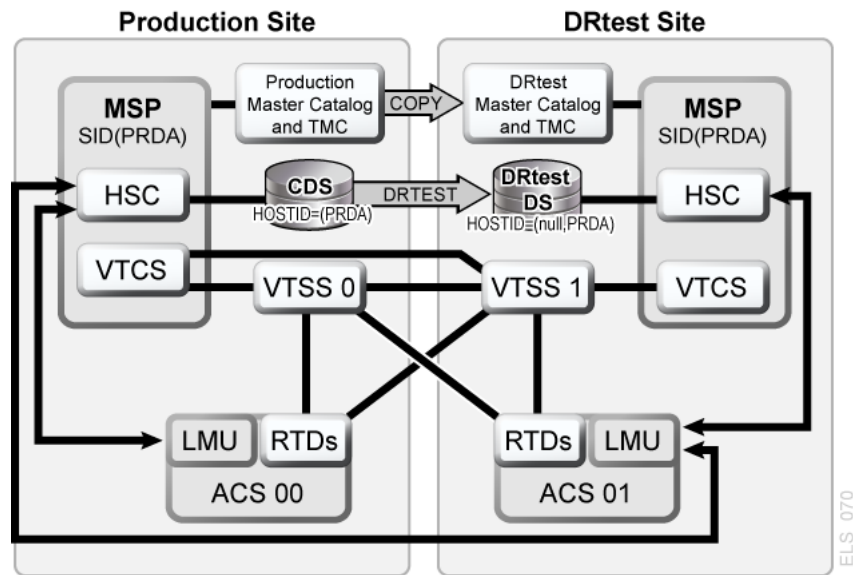 Production Site
DRtest Site
MSP
SID(PRDA)
Production
Master Catalog
and TMC
COPY
DRtest
Master Catalog
and TMC
MSP
SID(PRDA)
HSC
CDS
HOSTID=(PRDA)
DRTEST
DRtest
DS
HOSTID=(null,PRDA)
HSC
VTCS
VTSS 0
VTSS 1
VTCS
LMU
RTDs
ACS 00
RTDs
LMU
ACS 01
ELS_070